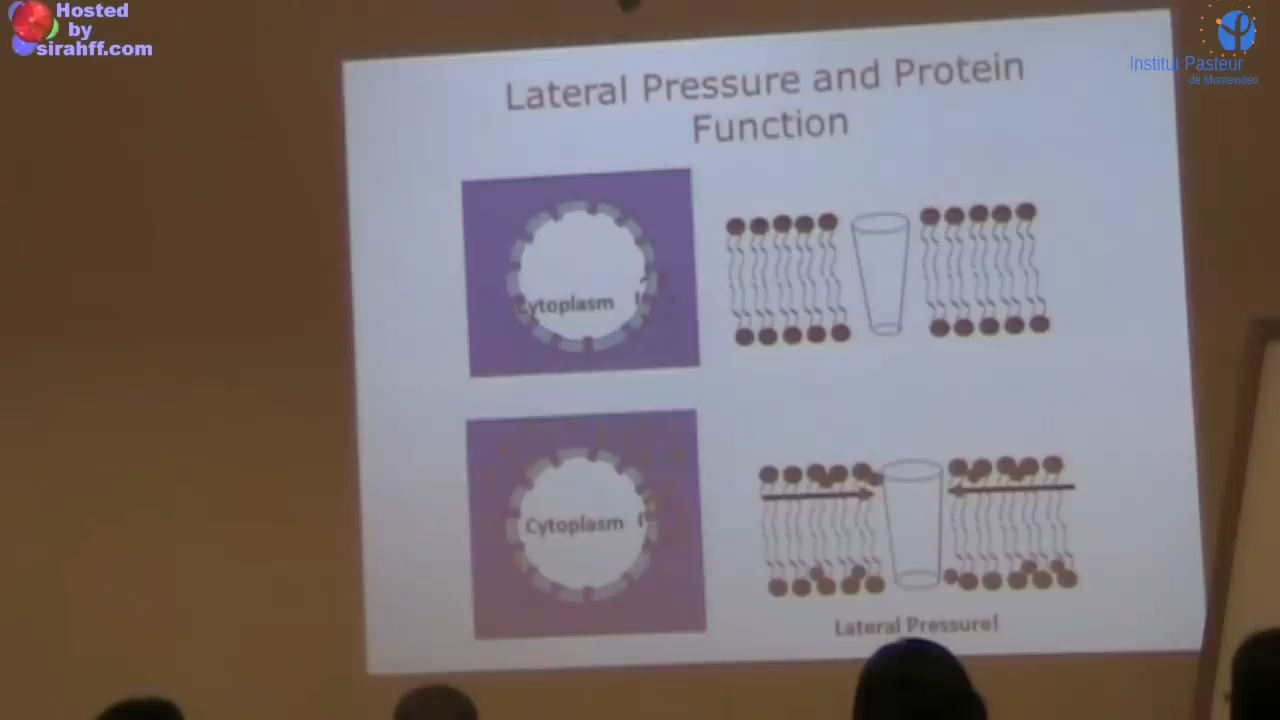 Hosted
by
sirahff.com
Institut Pasteur
de Montevideo
Lateral Pressure and Protein
Function
Cytoplasm
Cytoplasm
Lateral Pressure!